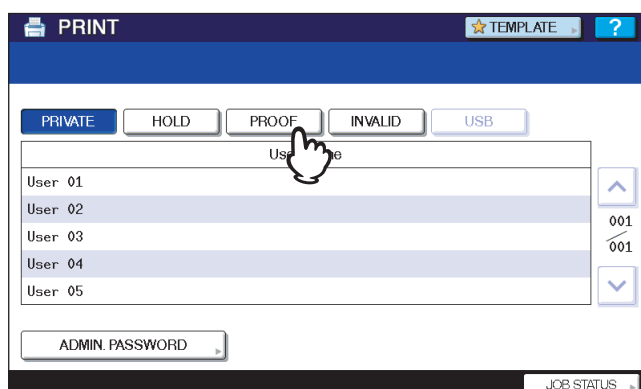 PRINT
TEMPLATE
?
PRIVATE HOLD PROOF INVALID USB
User 01
User 02
User 03
User 04
User 05
001
001
ADMIN. PASSWORD
JOB STATUS